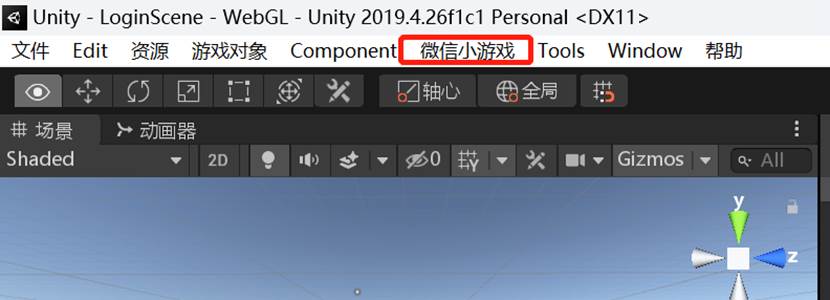 Unity - LoginScene - WebGL - Unity 2019.4.26f1c1 Personal <DX11>
文件 Edit 资源 游戏对象 Component 微信小游戏 Tools Window 帮助
轴心 全局
场景 动画器
Shaded 2D 0 Gizmos All
y
z